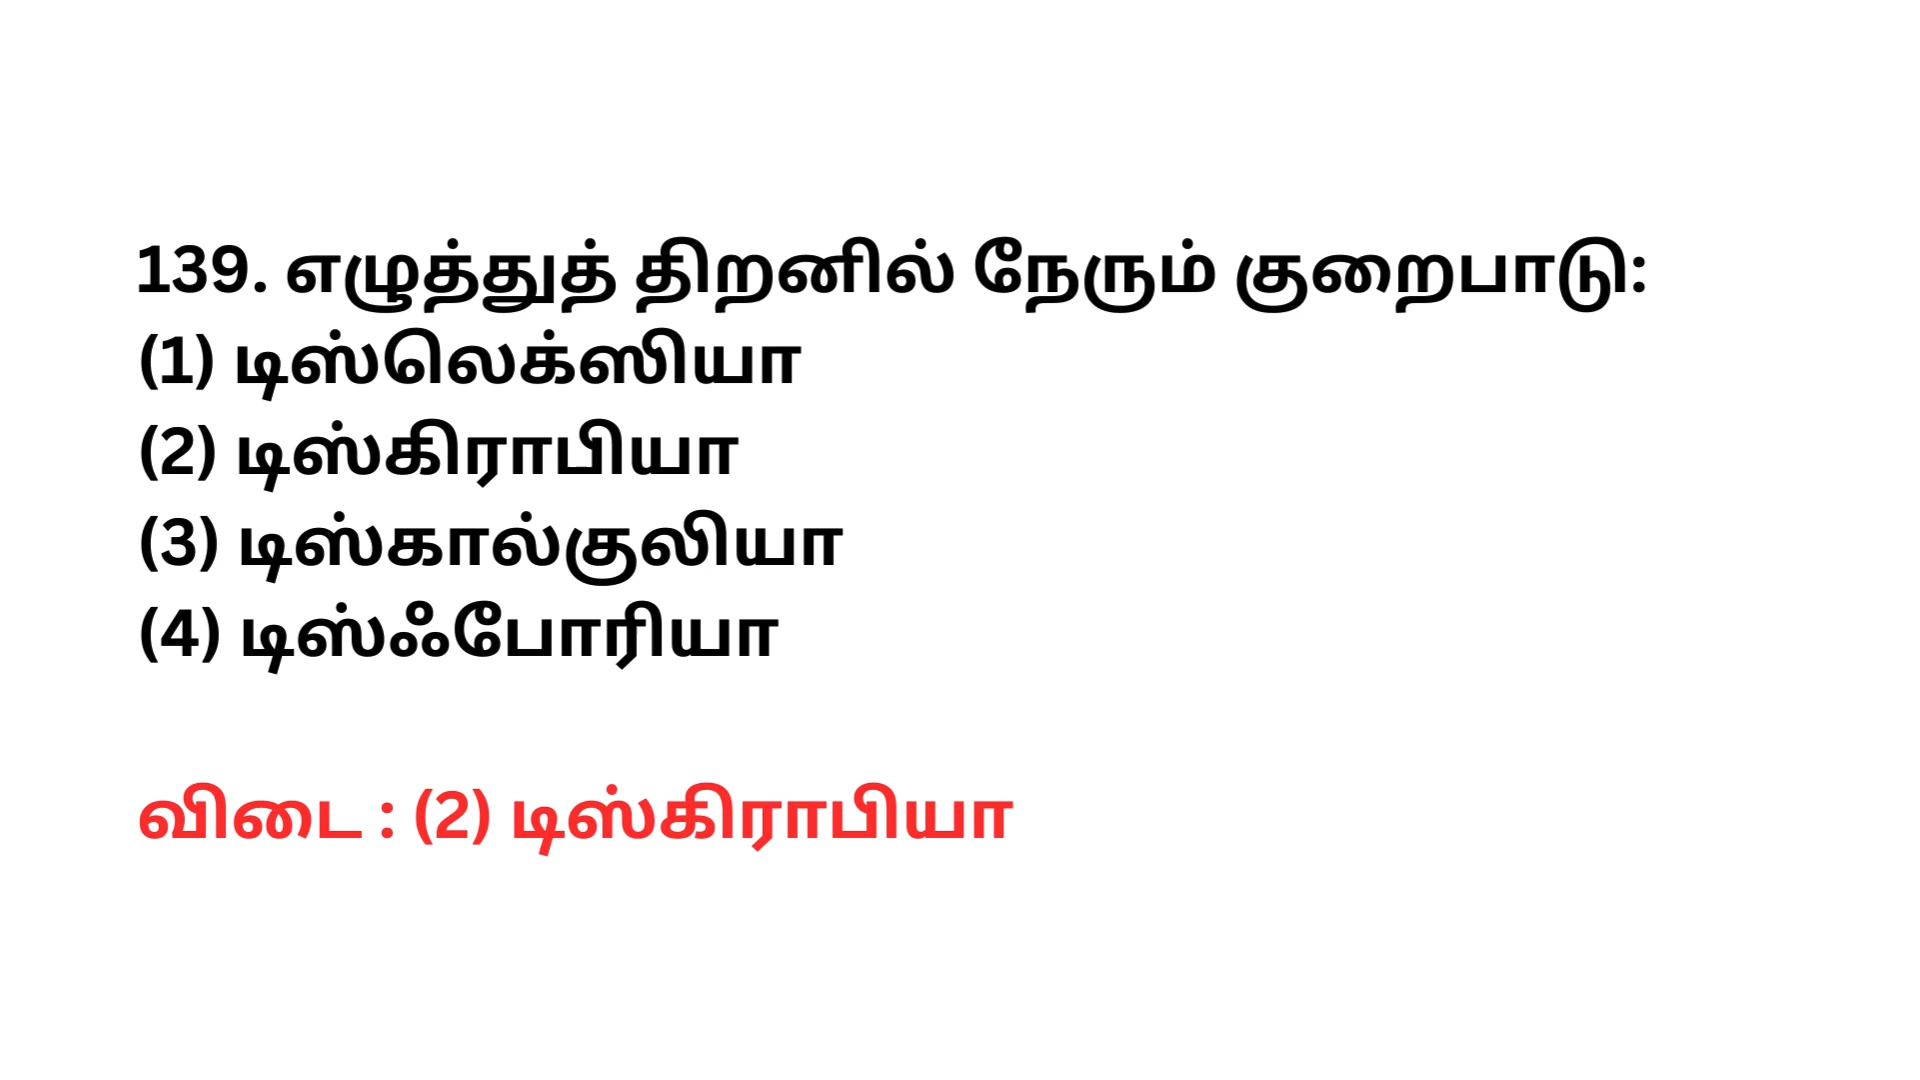 139. எழுத்துத் திறனில் நேரும் குறைபாடு:
(1) டிஸ்லெக்ஸியா
(2) டிஸ்கிராபியா
(3) டிஸ்கால்குலியா
(4) டிஸ்ஃபோரியா
விடை : (2) டிஸ்கிராபியா